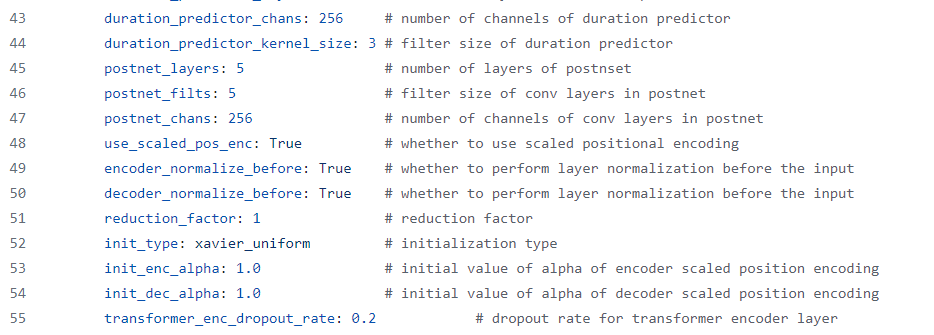 43 duration_predictor_chans: 256 # number of channels of duration predictor
44 duration_predictor_kernel_size: 3 # filter size of duration predictor
45 postnet_layers: 5 # number of layers of postnset
46 postnet_filts: 5 # filter size of conv layers in postnet
47 postnet_chans: 256 # number of channels of conv layers in postnet
48 use_scaled_pos_enc: True # whether to use scaled positional encoding
49 encoder_normalize_before: True # whether to perform layer normalization before the input
50 decoder_normalize_before: True # whether to perform layer normalization before the input
51 reduction_factor: 1 # reduction factor
52 init_type: xavier_uniform # initialization type
53 init_enc_alpha: 1.0 # initial value of alpha of encoder scaled position encoding
54 init_dec_alpha: 1.0 # initial value of alpha of decoder scaled position encoding
55 transformer_enc_dropout_rate: 0.2 # dropout rate for transformer encoder layer